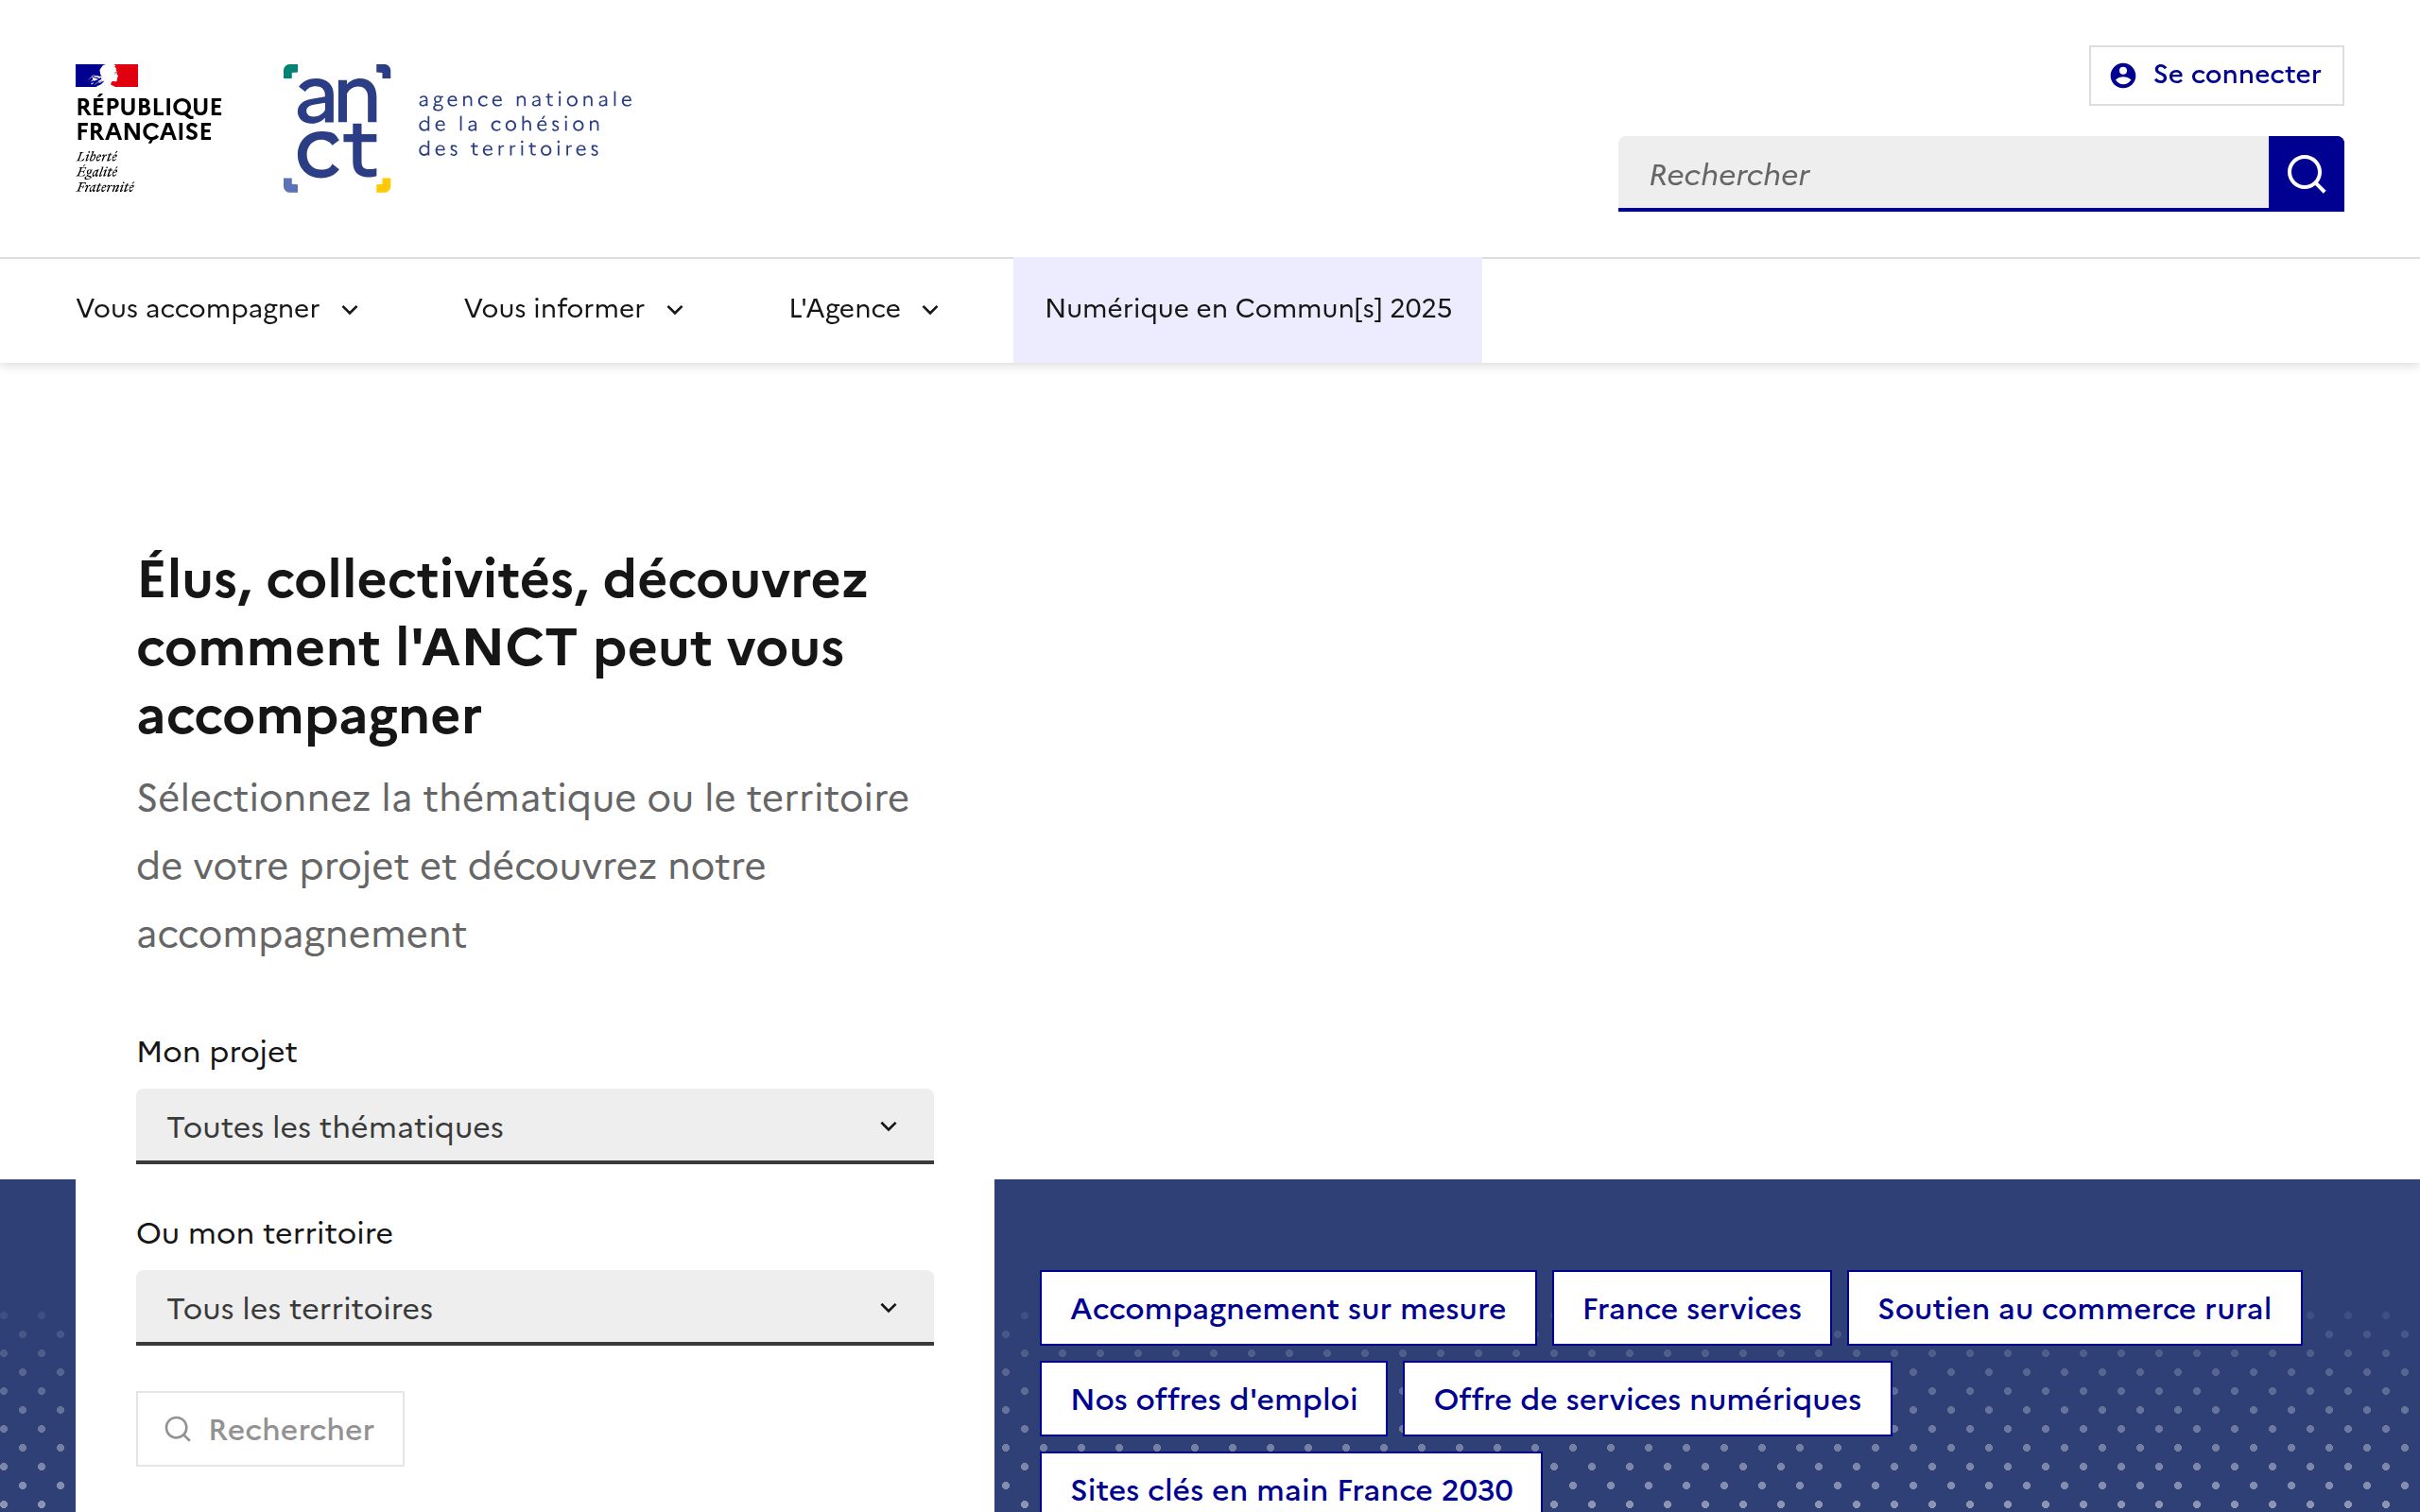 RÉPUBLIQUE
FRANÇAISE
Liberté
Égalité
Fraternité
an
ct
agence nationale
de la cohésion
des territoires
Se connecter
Rechercher
Vous accompagner
Vous informer
L'Agence
Numérique en Commun[s] 2025
Élus, collectivités, découvrez
comment l'ANCT peut vous
accompagner
Sélectionnez la thématique ou le territoire
de votre projet et découvrez notre
accompagnement
Mon projet
Toutes les thématiques
Ou mon territoire
Tous les territoires
Rechercher
Accompagnement sur mesure
France services
Soutien au commerce rural
Nos offres d'emploi
Offre de services numériques
Sites clés en main France 2030